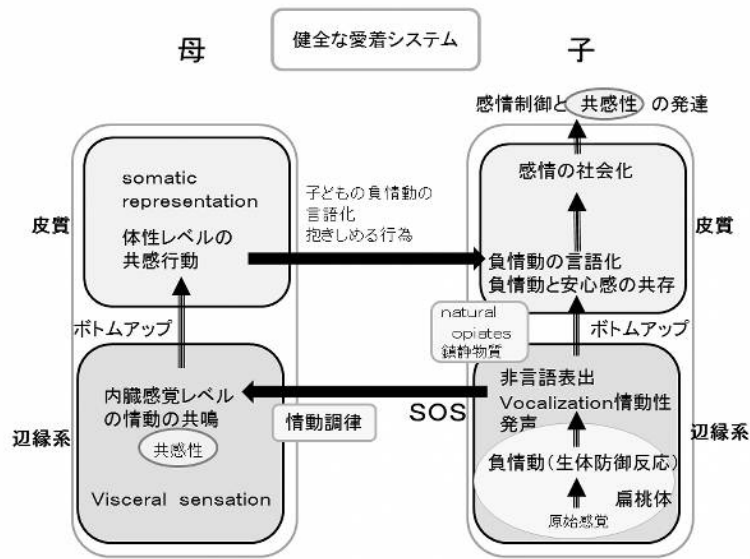 健全な愛着システム
母
子
感情制御と 共感性 の発達
皮質
somatic
representation
体性レベルの
共感行動
子どもの負情動の
言語化
抱きしめる行為
感情の社会化
負情動の言語化
負情動と安心感の共存
皮質
ボトムアップ
natural
opiates
鎮静物質
ボトムアップ
辺縁系
内臓感覚レベル
の情動の共鳴
共感性
Visceral sensation
情動調律
SOS
非言語表出
Vocalization情動性
発声
負情動(生体防御反応)
扁桃体
原始感覚
辺縁系